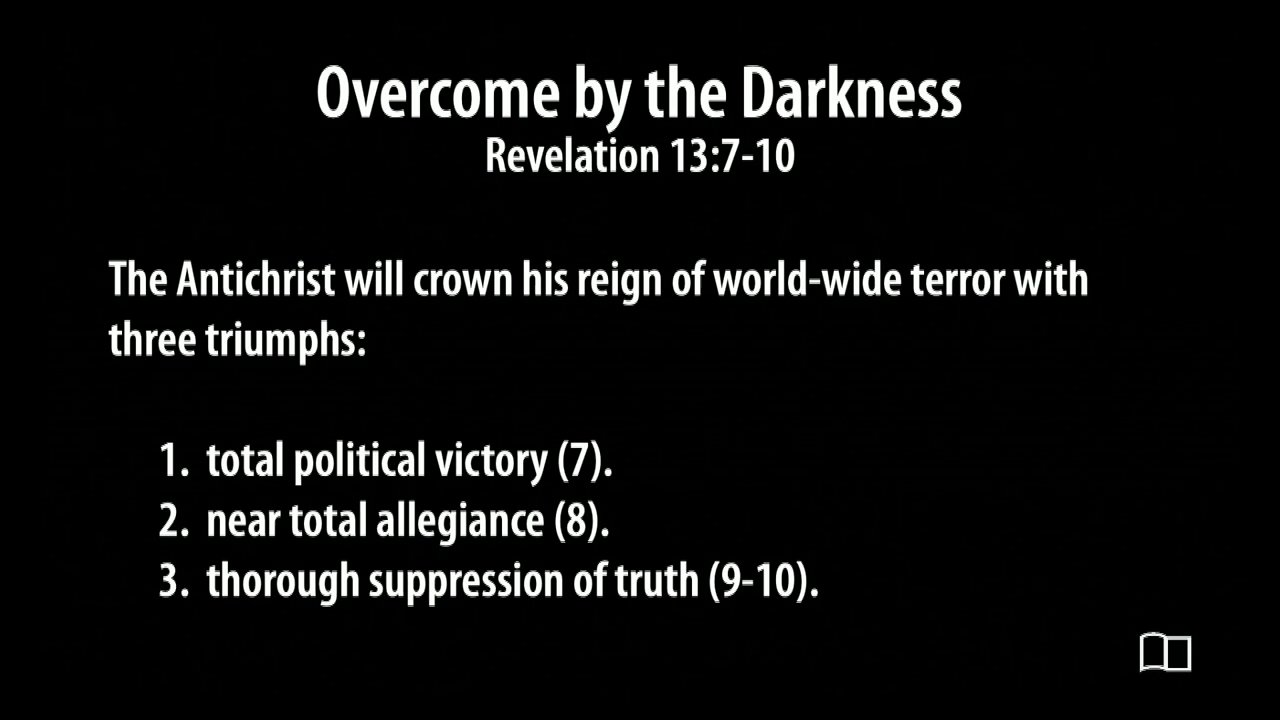 Overcome by the Darkness
Revelation 13:7-10
The Antichrist will crown his reign of world-wide terror with
three triumphs:
1. total political victory (7).
2. near total allegiance (8).
3. thorough suppression of truth (9-10).